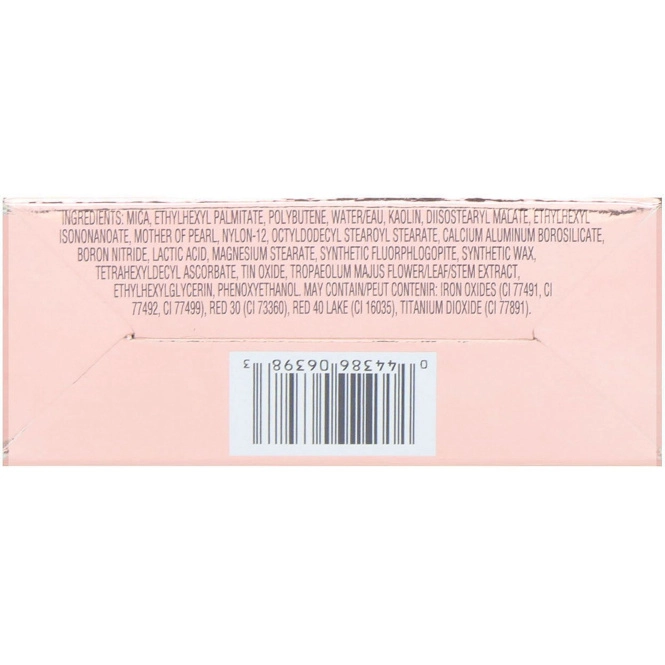 INGREDIENTS: MICA, ETHYLHEXYL PALMITATE, POLYBUTENE, WATER/EAU, KAOLIN, DIISOSTEARYL MALATE, ETHYLHEXYL
ISONONANOATE, MOTHER OF PEARL, NYLON-12, OCTYLDODECYL STEAROYL STEARATE, CALCIUM ALUMINUM BOROSILICATE,
BORON NITRIDE, LACTIC ACID, MAGNESIUM STEARATE, SYNTHETIC FLUORPHLOGOPITE, SYNTHETIC WAX,
TETRAHEXYLDECYL ASCORBATE, TIN OXIDE, TROPAEOLUM MAJUS FLOWER/LEAF/STEM EXTRACT,
ETHYLHEXYLGLYCERIN, PHENOXYETHANOL. MAY CONTAIN/PEUT CONTENIR: IRON OXIDES (CI 77491, CI
77492, CI 77499), RED 30 (CI 73360), RED 40 LAKE (CI 16035), TITANIUM DIOXIDE (CI 77891).
0 44386 06398 3